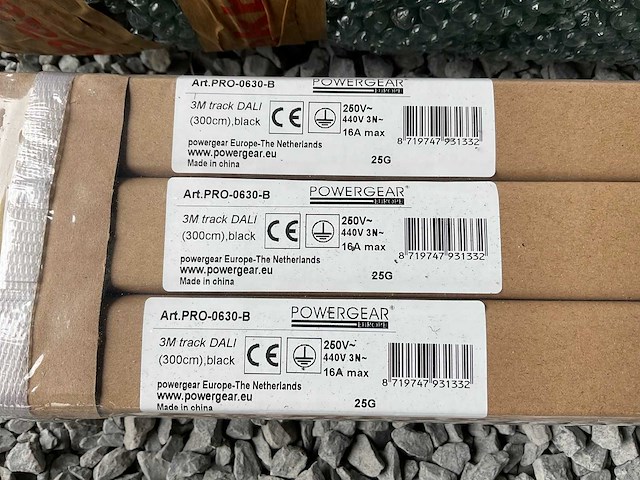 Art.PRO-0630-B
POWERGEAR
EUROPE
3M track DALI
(300cm),black
CE
250V~
440V 3N~
16A max
8 719747 931332
powergear Europe-The Netherlands
www.powergear.eu
Made in china
25G
Art.PRO-0630-B
POWERGEAR®
EUROPE
3M track DALI
(300cm),black
CE
250V~
440V 3N~
16A max
8 719747 931332
powergear Europe-The Netherlands
www.powergear.eu
Made in china
25G
Art.PRO-0630-B
POWERGEAR®
EUROPE
3M track DALI
(300cm),black
CE
250V~
440V 3N~
16A max
8 719747 931332
powergear Europe-The Netherlands
www.powergear.eu
Made in china
25G